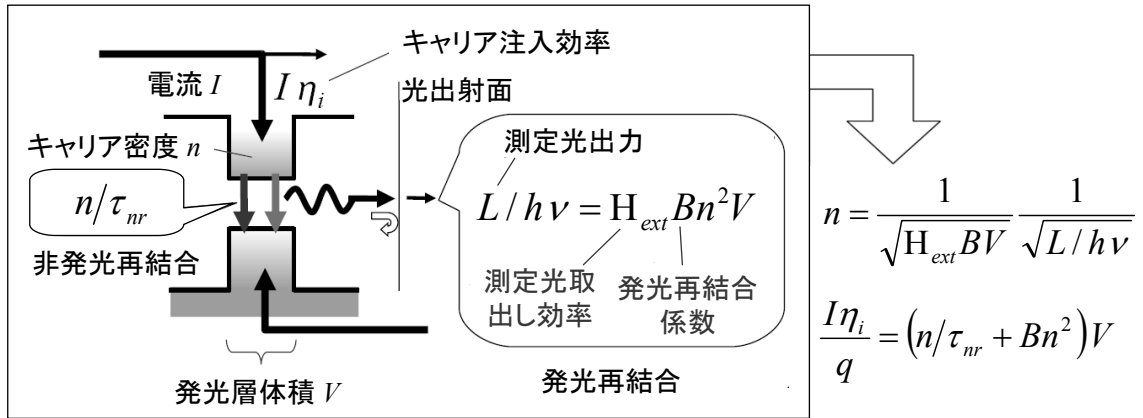 キャリア注入効率
電流 I
I η_i
光出射面
キャリア密度 n
測定光出力
n/τ_nr
L / hν = H_ext Bn² V
非発光再結合
測定光取
出し効率
発光再結合
係数
発光層体積 V
発光再結合
n = 1/√(H_ext BV) 1/√(L / hν)
Iη_i/q = (n/τ_nr + Bn²)V